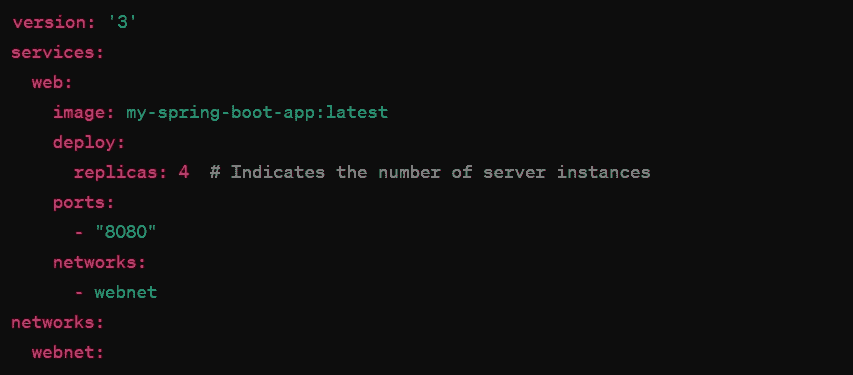 version: '3'
services:
  web:
    image: my-spring-boot-app:latest
    deploy:
      replicas: 4  # Indicates the number of server instances
    ports:
      - "8080"
    networks:
      - webnet
networks:
  webnet: